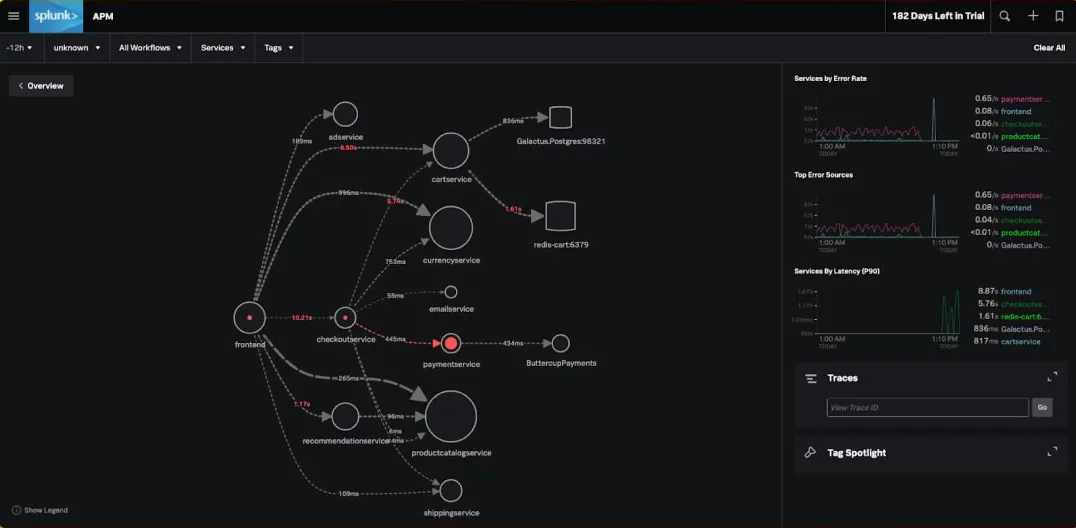 splunk> APM
182 Days Left in Trial
-12h unknown All Workflows Services Tags Clear All
Overview
adservice
189ms
6.60s
836ms
Galactus.Postgres:98321
cartservice
996ms
5.74s
1.61s
redis-cart:6379
currencyservice
753ms
55ms
emailservice
10.21s
frontend
checkoutservice
445ms
paymentservice
434ms
ButtercupPayments
265ms
1.17s
96ms
6ms
recommendationservice
productcatalogservice
109ms
shippingservice
Show Legend
Services by Error Rate
0.65/s paymentser...
0.08/s frontend
0.06/s checkoutse...
<0.01/s productcat...
0/s Galactus.Po...
1:00 AM 1:10 PM
TODAY TODAY
Top Error Sources
0.65/s paymentser...
0.08/s frontend
0.04/s checkoutse...
<0.01/s productcat...
0/s Galactus.Po...
1:00 AM 1:10 PM
TODAY TODAY
Services By Latency (P90)
8.87s frontend
5.76s checkoutse...
1.61s redis-cart:6...
836ms Galactus.Po...
817ms cartservice
1:00 AM 1:10 PM
TODAY TODAY
Traces
View Trace ID Go
Tag Spotlight